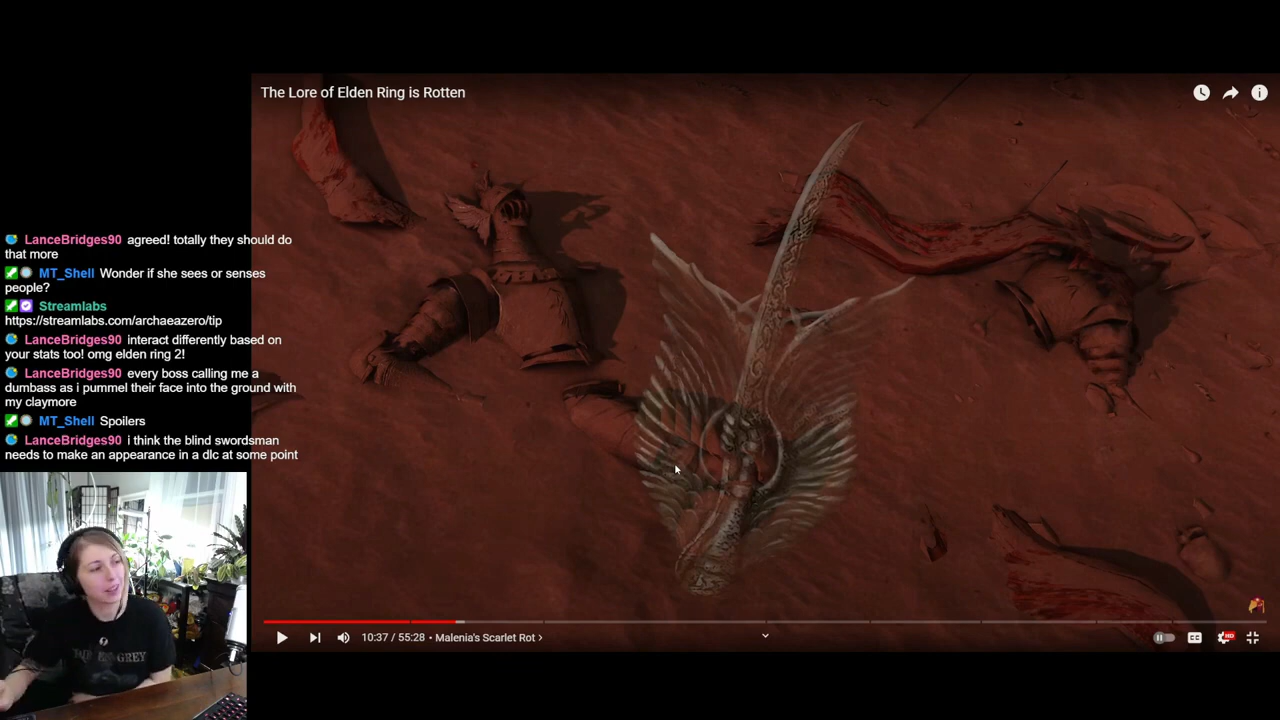 The Lore of Elden Ring is Rotten
LanceBridges90 agreed! totally they should do
that more
MT_Shell Wonder if she sees or senses
people?
Streamlabs
https://streamlabs.com/archaeazero/tip
LanceBridges90 interact differently based on
your stats too! omg elden ring 2!
LanceBridges90 every boss calling me a
dumbass as i pummel their face into the ground with
my claymore
MT_Shell Spoilers
LanceBridges90 i think the blind swordsman
needs to make an appearance in a dlc at some point
10:37 / 55:28 • Malenia's Scarlet Rot ›
CC
HD